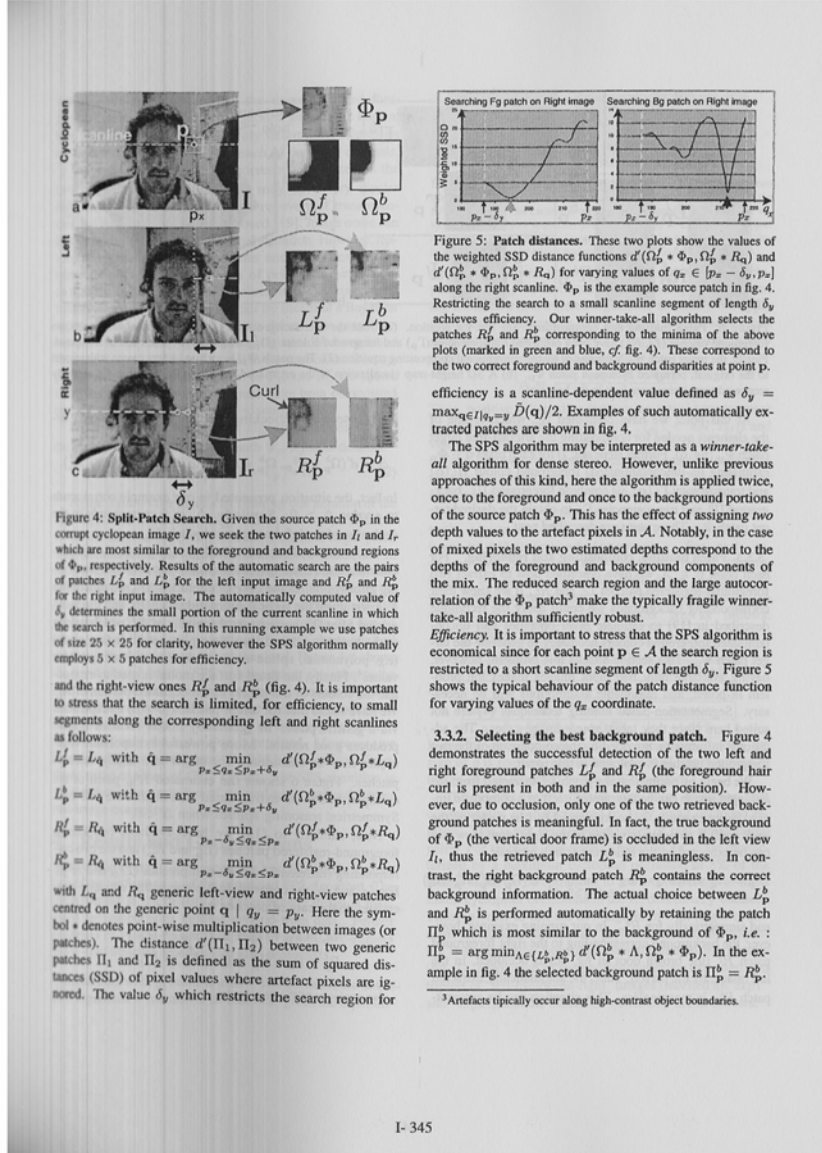 Cyclopean
scanline
p
a
I
px
Φp
Ωfp
Ωbp
Left
b
Il
Lfp
Lbp
Right
y
c
Ir
Curl
Rfp
Rbp
δy
Figure 4: Split-Patch Search. Given the source patch Φp in the
corrupt cyclopean image I, we seek the two patches in Il and Ir
which are most similar to the foreground and background regions
of Φp, respectively. Results of the automatic search are the pairs
of patches Lfp and Lbp for the left input image and Rfp and Rbp
for the right input image. The automatically computed value of
δy determines the small portion of the current scanline in which
the search is performed. In this running example we use patches
of size 25 × 25 for clarity, however the SPS algorithm normally
employs 5 × 5 patches for efficiency.
and the right-view ones Rfp and Rbp (fig. 4). It is important
to stress that the search is limited, for efficiency, to small
segments along the corresponding left and right scanlines
as follows:
Lfp = Lq̂ with q̂ = arg min px≤qx≤px+δy d′(Ωfp∗Φp, Ωfp∗Lq)
Lbp = Lq̂ with q̂ = arg min px≤qx≤px+δy d′(Ωbp∗Φp, Ωbp∗Lq)
Rfp = Rq̂ with q̂ = arg min px−δy≤qx≤px d′(Ωfp∗Φp, Ωfp∗Rq)
Rbp = Rq̂ with q̂ = arg min px−δy≤qx≤px d′(Ωbp∗Φp, Ωbp∗Rq)
with Lq and Rq generic left-view and right-view patches
centred on the generic point q | qy = py. Here the sym-
bol ∗ denotes point-wise multiplication between images (or
patches). The distance d′(Π1, Π2) between two generic
patches Π1 and Π2 is defined as the sum of squared dis-
tances (SSD) of pixel values where artefact pixels are ig-
nored. The value δy which restricts the search region for
Searching Fg patch on Right image
Searching Bg patch on Right image
Weighted SSD
px − δy
px
px − δy
px
qx
Figure 5: Patch distances. These two plots show the values of
the weighted SSD distance functions d′(Ωfp ∗ Φp, Ωfp ∗ Rq) and
d′(Ωbp ∗ Φp, Ωbp ∗ Rq) for varying values of qx ∈ [px − δy, px]
along the right scanline. Φp is the example source patch in fig. 4.
Restricting the search to a small scanline segment of length δy
achieves efficiency. Our winner-take-all algorithm selects the
patches Rfp and Rbp corresponding to the minima of the above
plots (marked in green and blue, cf. fig. 4). These correspond to
the two correct foreground and background disparities at point p.
efficiency is a scanline-dependent value defined as δy =
maxq∈I|qy=y D̄(q)/2. Examples of such automatically ex-
tracted patches are shown in fig. 4.
The SPS algorithm may be interpreted as a winner-take-
all algorithm for dense stereo. However, unlike previous
approaches of this kind, here the algorithm is applied twice,
once to the foreground and once to the background portions
of the source patch Φp. This has the effect of assigning two
depth values to the artefact pixels in A. Notably, in the case
of mixed pixels the two estimated depths correspond to the
depths of the foreground and background components of
the mix. The reduced search region and the large autocor-
relation of the Φp patch3 make the typically fragile winner-
take-all algorithm sufficiently robust.
Efficiency. It is important to stress that the SPS algorithm is
economical since for each point p ∈ A the search region is
restricted to a short scanline segment of length δy. Figure 5
shows the typical behaviour of the patch distance function
for varying values of the qx coordinate.
3.3.2. Selecting the best background patch. Figure 4
demonstrates the successful detection of the two left and
right foreground patches Lfp and Rfp (the foreground hair
curl is present in both and in the same position). How-
ever, due to occlusion, only one of the two retrieved back-
ground patches is meaningful. In fact, the true background
of Φp (the vertical door frame) is occluded in the left view
Il, thus the retrieved patch Lbp is meaningless. In con-
trast, the right background patch Rbp contains the correct
background information. The actual choice between Lbp
and Rbp is performed automatically by retaining the patch
Πbp which is most similar to the background of Φp, i.e. :
Πbp = arg minΛ∈{Lbp,Rbp} d′(Ωbp ∗ Λ, Ωbp ∗ Φp). In the ex-
ample in fig. 4 the selected background patch is Πbp = Rbp.
3Artefacts tipically occur along high-contrast object boundaries.
I- 345